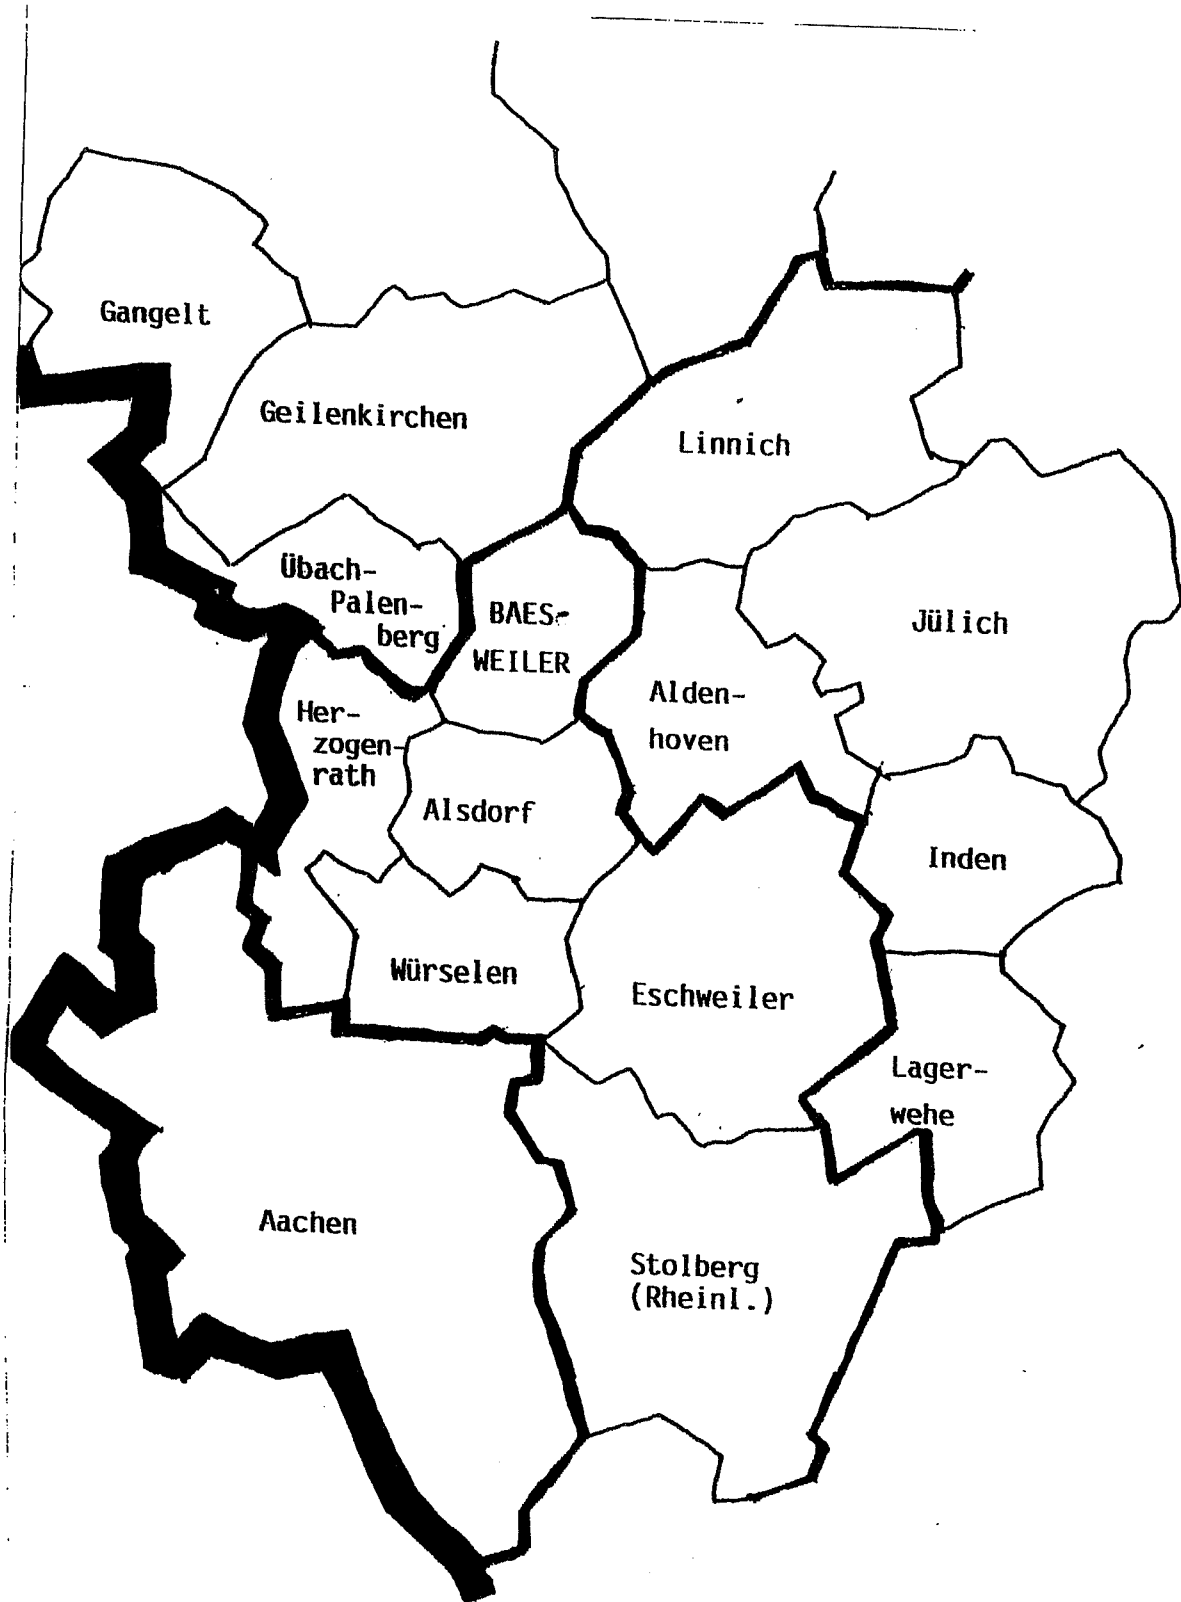 Gangelt
Geilenkirchen
Linnich
Übach-
Palen-
berg
BAES-
WEILER
Jülich
Her-
zogen-
rath
Alden-
hoven
Alsdorf
Inden
Würselen
Eschweiler
Lager-
wehe
Aachen
Stolberg
(Rheinl.)